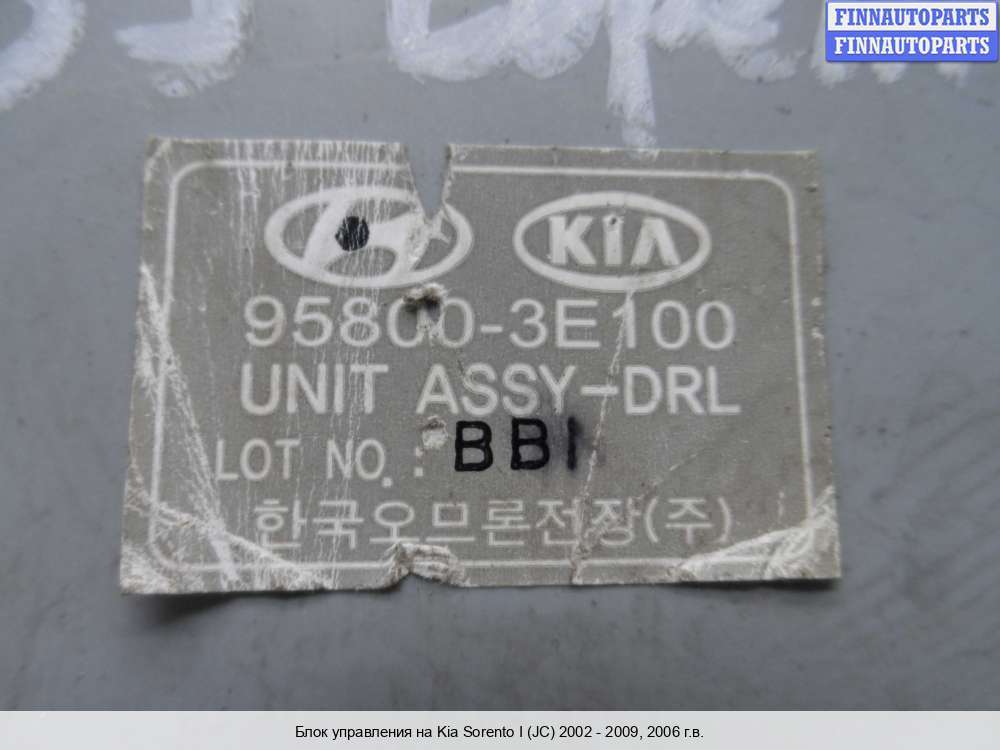 FINNAUTOPARTS
FINNAUTOPARTS
KIA
95800-3E100
UNIT ASSY-DRL
LOT NO. : BBI
한국오므론전장(주)
Блок управления на Kia Sorento I (JC) 2002 - 2009, 2006 г.в.